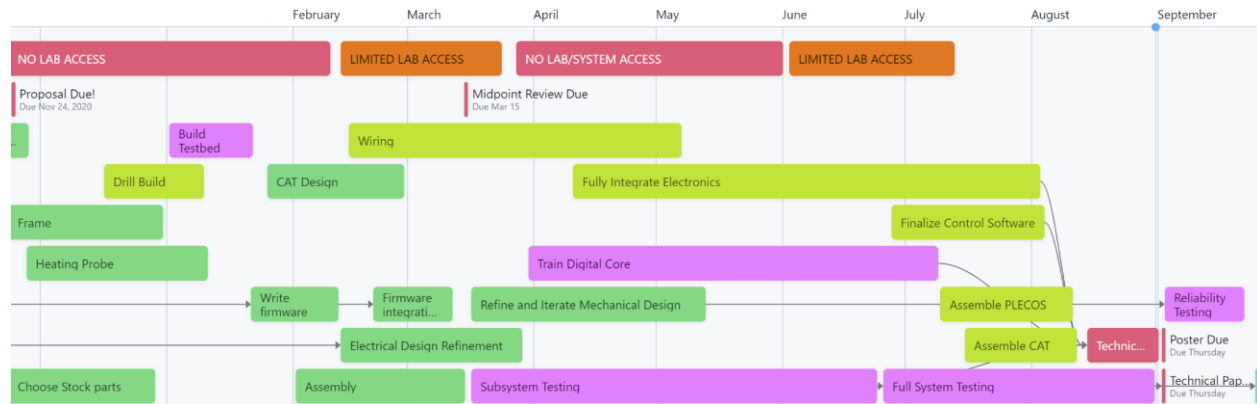 February March April May June July August September
NO LAB ACCESS LIMITED LAB ACCESS NO LAB/SYSTEM ACCESS LIMITED LAB ACCESS
Proposal Due! Midpoint Review Due
Due Nov 24, 2020 Due Mar 15
..
Build
Testbed
Wiring
Drill Build CAT Design Fully Integrate Electronics
Frame Finalize Control Software
Heating Probe Train Digital Core
Write
firmware
Firmware
integrati...
Refine and Iterate Mechanical Design Assemble PLECOS
Reliability
Testing
Electrical Design Refinement Assemble CAT Technic...
Poster Due
Due Thursday
Choose Stock parts Assembly Subsystem Testing Full System Testing
Technical Pap...
Due Thursday